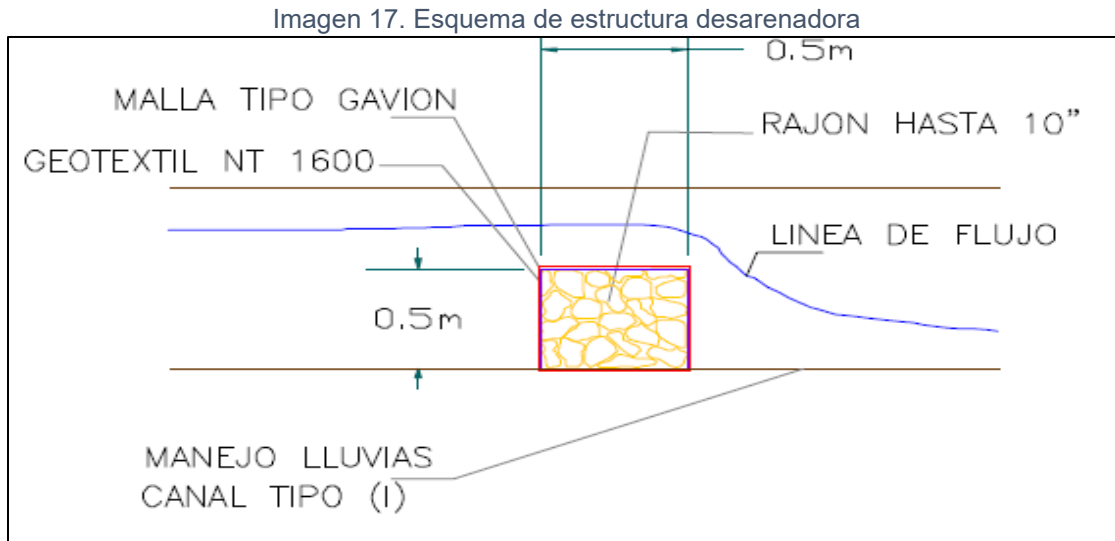 Imagen 17. Esquema de estructura desarenadora
0.5m
MALLA TIPO GAVION
RAJON HASTA 10”
GEOTEXTIL NT 1600
LINEA DE FLUJO
0.5m
MANEJO LLUVIAS
CANAL TIPO (I)